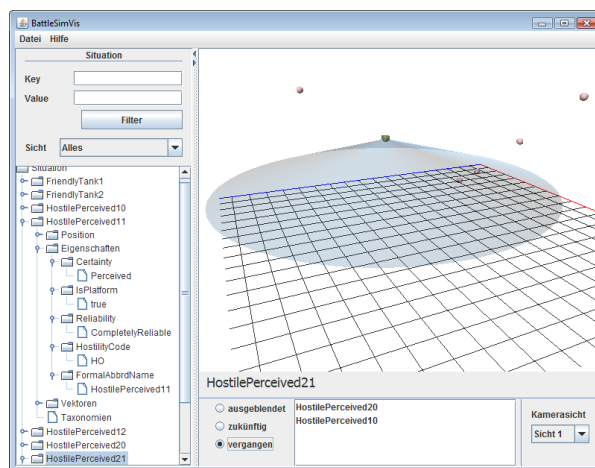 BattleSimVis
Datei Hilfe
Situation
Key
Value
Filter
Sicht Alles
Situation
FriendlyTank1
FriendlyTank2
HostilePerceived10
HostilePerceived11
Position
Eigenschaften
Certainty
Perceived
IsPlatform
true
Reliability
CompletelyReliable
HostilityCode
HO
FormalAbbrdName
HostilePerceived11
Vektoren
Taxonomien
HostilePerceived12
HostilePerceived20
HostilePerceived21
HostilePerceived21
ausgeblendet
zukünftig
vergangen
HostilePerceived20
HostilePerceived10
Kamerasicht
Sicht 1